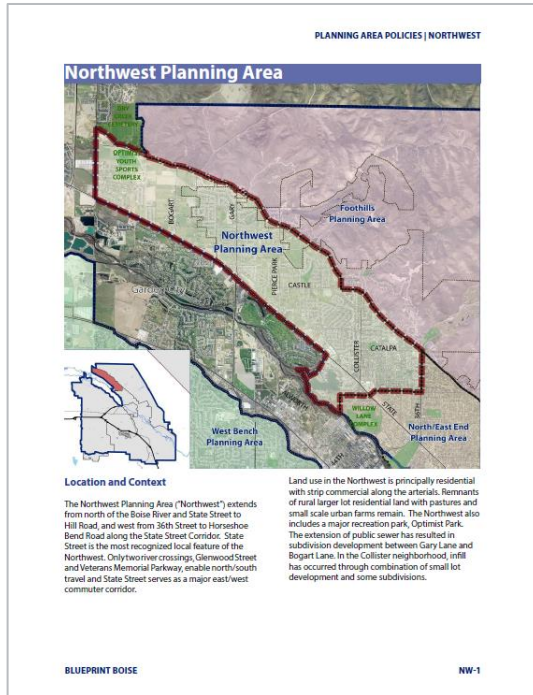 PLANNING AREA POLICIES | NORTHWEST
Northwest Planning Area
DRY
CREEK
CEMETERY
OPTIMIST
YOUTH
SPORTS
COMPLEX
BOGART
GARY
Foothills
Planning Area
Northwest
Planning Area
PIERCE PARK
CASTLE
Garden City
COLLISTER
CATALPA
WILLOW
LANE
COMPLEX
STATE
36TH
North/East End
Planning Area
West Bench
Planning Area
Location and Context
The Northwest Planning Area ("Northwest") extends
from north of the Boise River and State Street to
Hill Road, and west from 36th Street to Horseshoe
Bend Road along the State Street Corridor. State
Street is the most recognized local feature of the
Northwest. Only two river crossings, Glenwood Street
and Veterans Memorial Parkway, enable north/south
travel and State Street serves as a major east/west
commuter corridor.
Land use in the Northwest is principally residential
with strip commercial along the arterials. Remnants
of rural larger lot residential land with pastures and
small scale urban farms remain. The Northwest also
includes a major recreation park, Optimist Park.
The extension of public sewer has resulted in
subdivision development between Gary Lane and
Bogart Lane. In the Collister neighborhood, infill
has occurred through combination of small lot
development and some subdivisions.
BLUEPRINT BOISE
NW-1